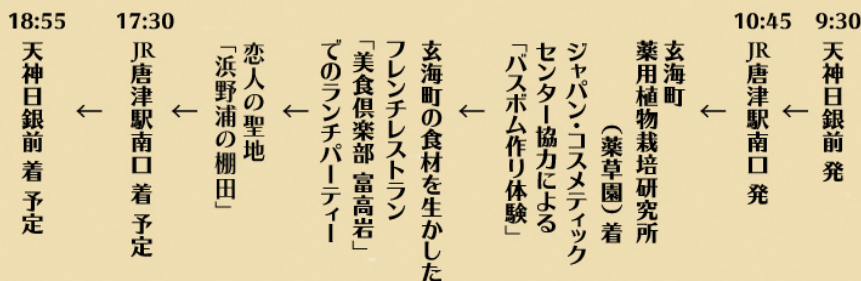 9:30
天神日銀前 発
←
10:45
JR唐津駅南口 発
←
玄海町
薬用植物栽培研究所
(薬草園)着
ジャパン・コスメティック
センター協力による
「バスボム作り体験」
←
玄海町の食材を生かした
フレンチレストラン
「美食倶楽部 富高岩」
でのランチパーティー
←
恋人の聖地
「浜野浦の棚田」
←
17:30
JR唐津駅南口 着 予定
←
18:55
天神日銀前 着 予定